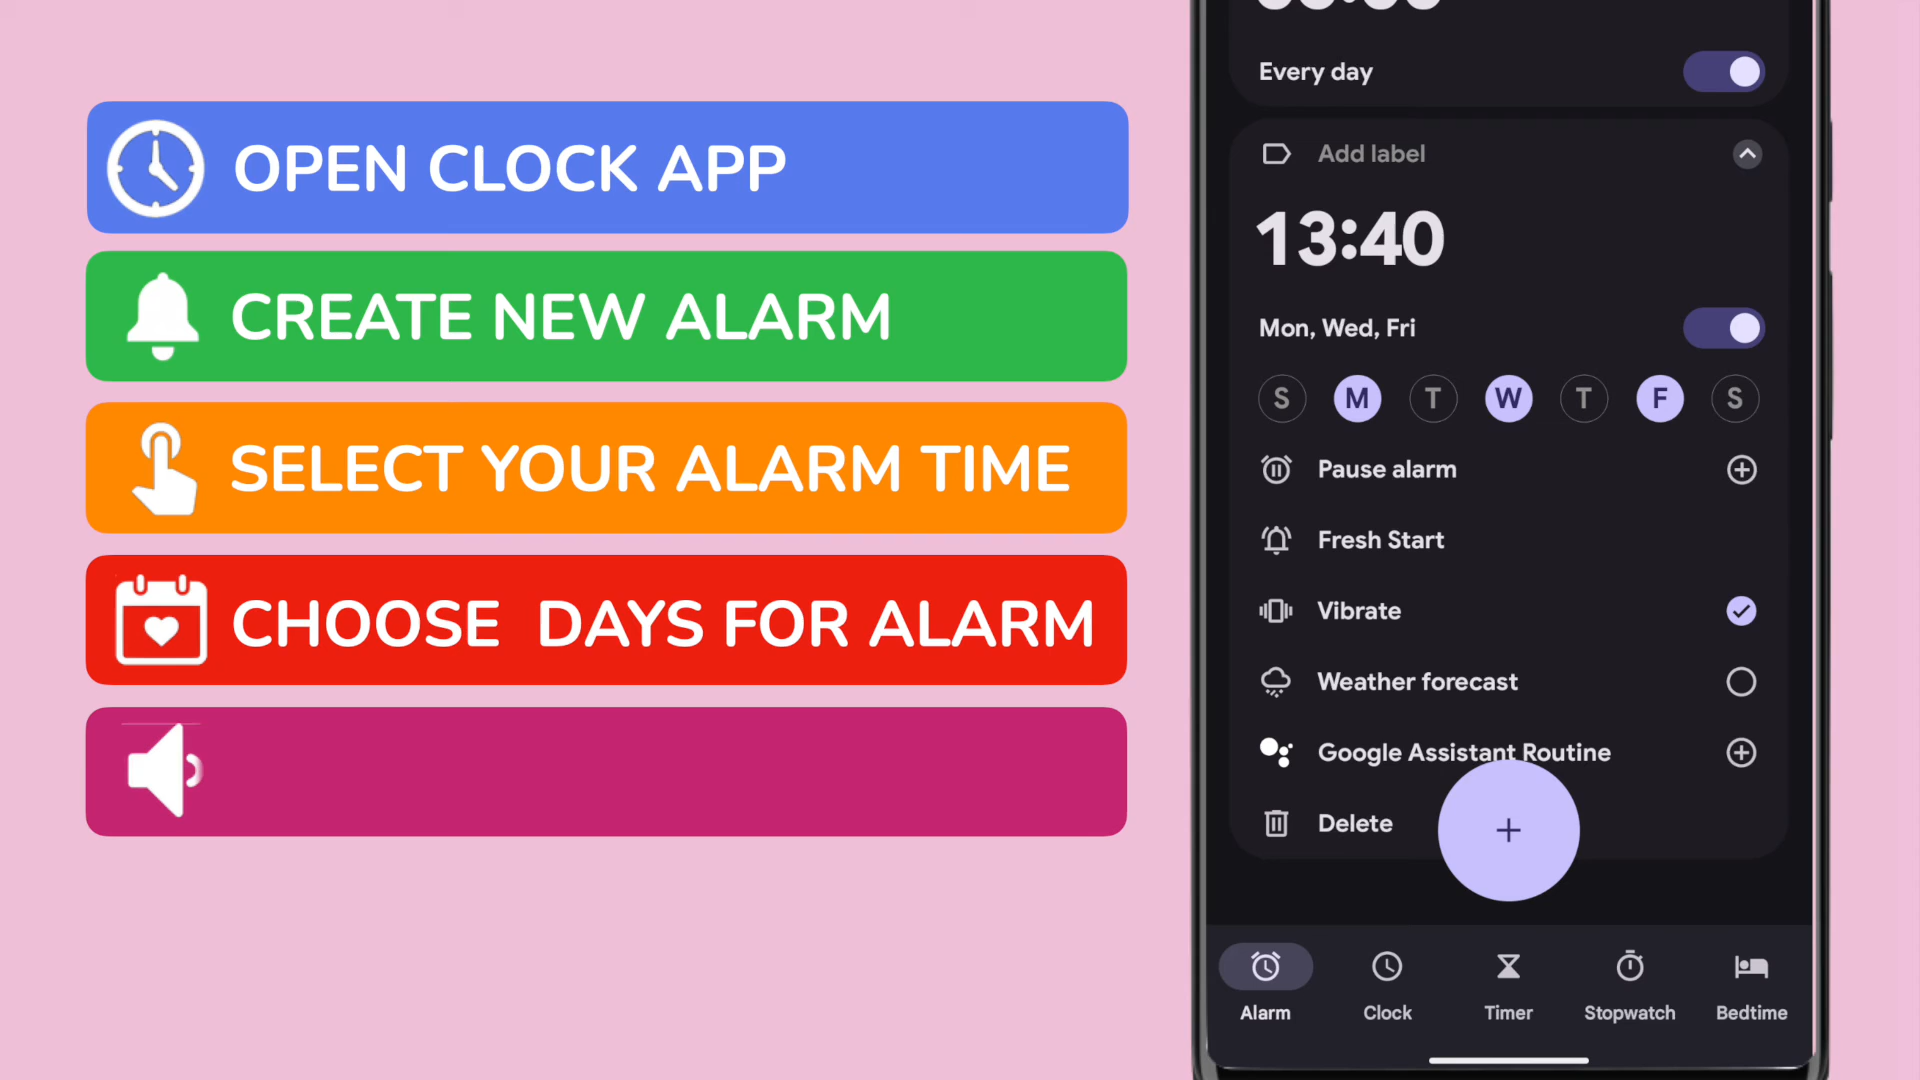 OPEN CLOCK APP
CREATE NEW ALARM
SELECT YOUR ALARM TIME
CHOOSE DAYS FOR ALARM
Every day
Add label
13:40
Mon, Wed, Fri
S M T W T F S
Pause alarm
Fresh Start
Vibrate
Weather forecast
Google Assistant Routine
Delete
Alarm Clock Timer Stopwatch Bedtime